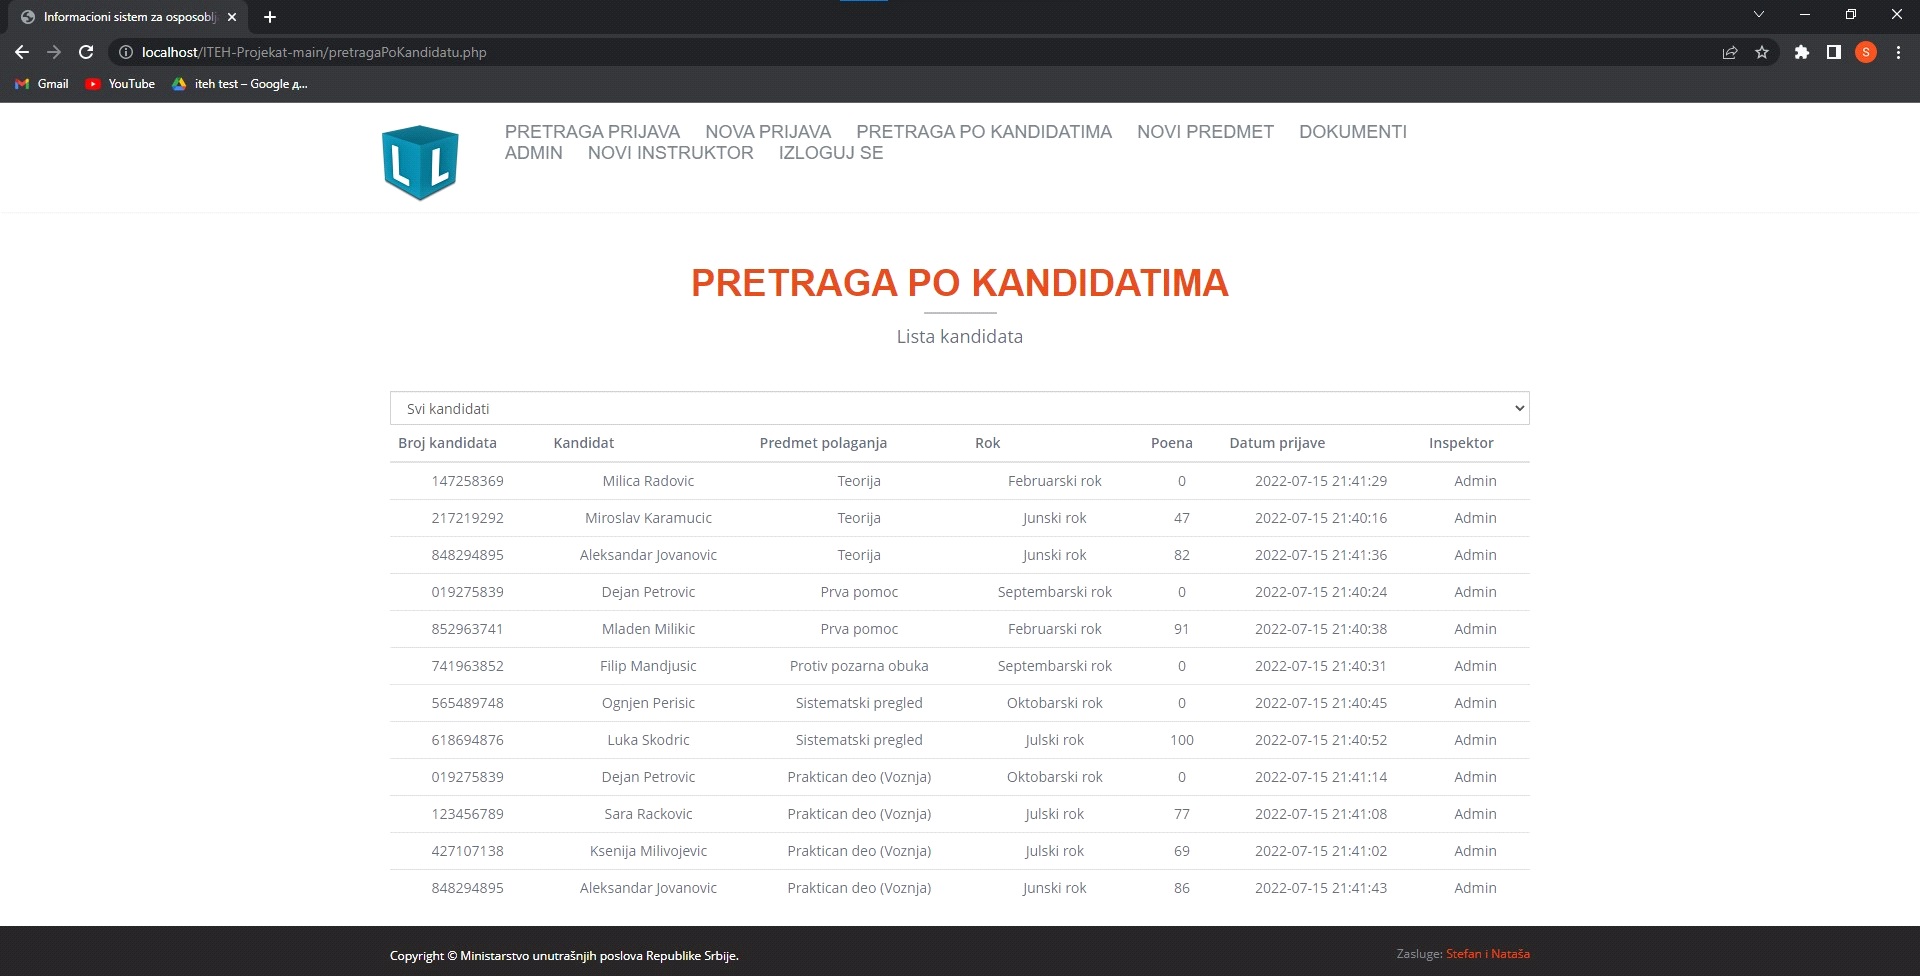 Informacioni sistem za osposoblj
localhost/ITEH-Projekat-main/pretragaPoKandidatu.php
S
Gmail YouTube iteh test – Google д...
LL
PRETRAGA PRIJAVA NOVA PRIJAVA PRETRAGA PO KANDIDATIMA NOVI PREDMET DOKUMENTI
ADMIN NOVI INSTRUKTOR IZLOGUJ SE
PRETRAGA PO KANDIDATIMA
Lista kandidata
Svi kandidati
Broj kandidata Kandidat Predmet polaganja Rok Poena Datum prijave Inspektor
147258369 Milica Radovic Teorija Februarski rok 0 2022-07-15 21:41:29 Admin
217219292 Miroslav Karamucic Teorija Junski rok 47 2022-07-15 21:40:16 Admin
848294895 Aleksandar Jovanovic Teorija Junski rok 82 2022-07-15 21:41:36 Admin
019275839 Dejan Petrovic Prva pomoc Septembarski rok 0 2022-07-15 21:40:24 Admin
852963741 Mladen Milikic Prva pomoc Februarski rok 91 2022-07-15 21:40:38 Admin
741963852 Filip Mandjusic Protiv pozarna obuka Septembarski rok 0 2022-07-15 21:40:31 Admin
565489748 Ognjen Perisic Sistematski pregled Oktobarski rok 0 2022-07-15 21:40:45 Admin
618694876 Luka Skodric Sistematski pregled Julski rok 100 2022-07-15 21:40:52 Admin
019275839 Dejan Petrovic Praktican deo (Voznja) Oktobarski rok 0 2022-07-15 21:41:14 Admin
123456789 Sara Rackovic Praktican deo (Voznja) Julski rok 77 2022-07-15 21:41:08 Admin
427107138 Ksenija Milivojevic Praktican deo (Voznja) Julski rok 69 2022-07-15 21:41:02 Admin
848294895 Aleksandar Jovanovic Praktican deo (Voznja) Junski rok 86 2022-07-15 21:41:43 Admin
Copyright © Ministarstvo unutrašnjih poslova Republike Srbije. Zasluge: Stefan i Nataša